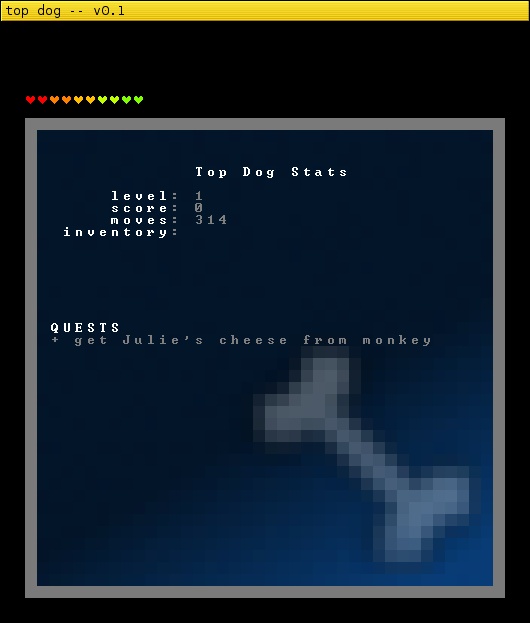 top dog -- v0.1
Top Dog Stats
level: 1
score: 0
moves: 314
inventory:
QUESTS
+ get Julie's cheese from monkey